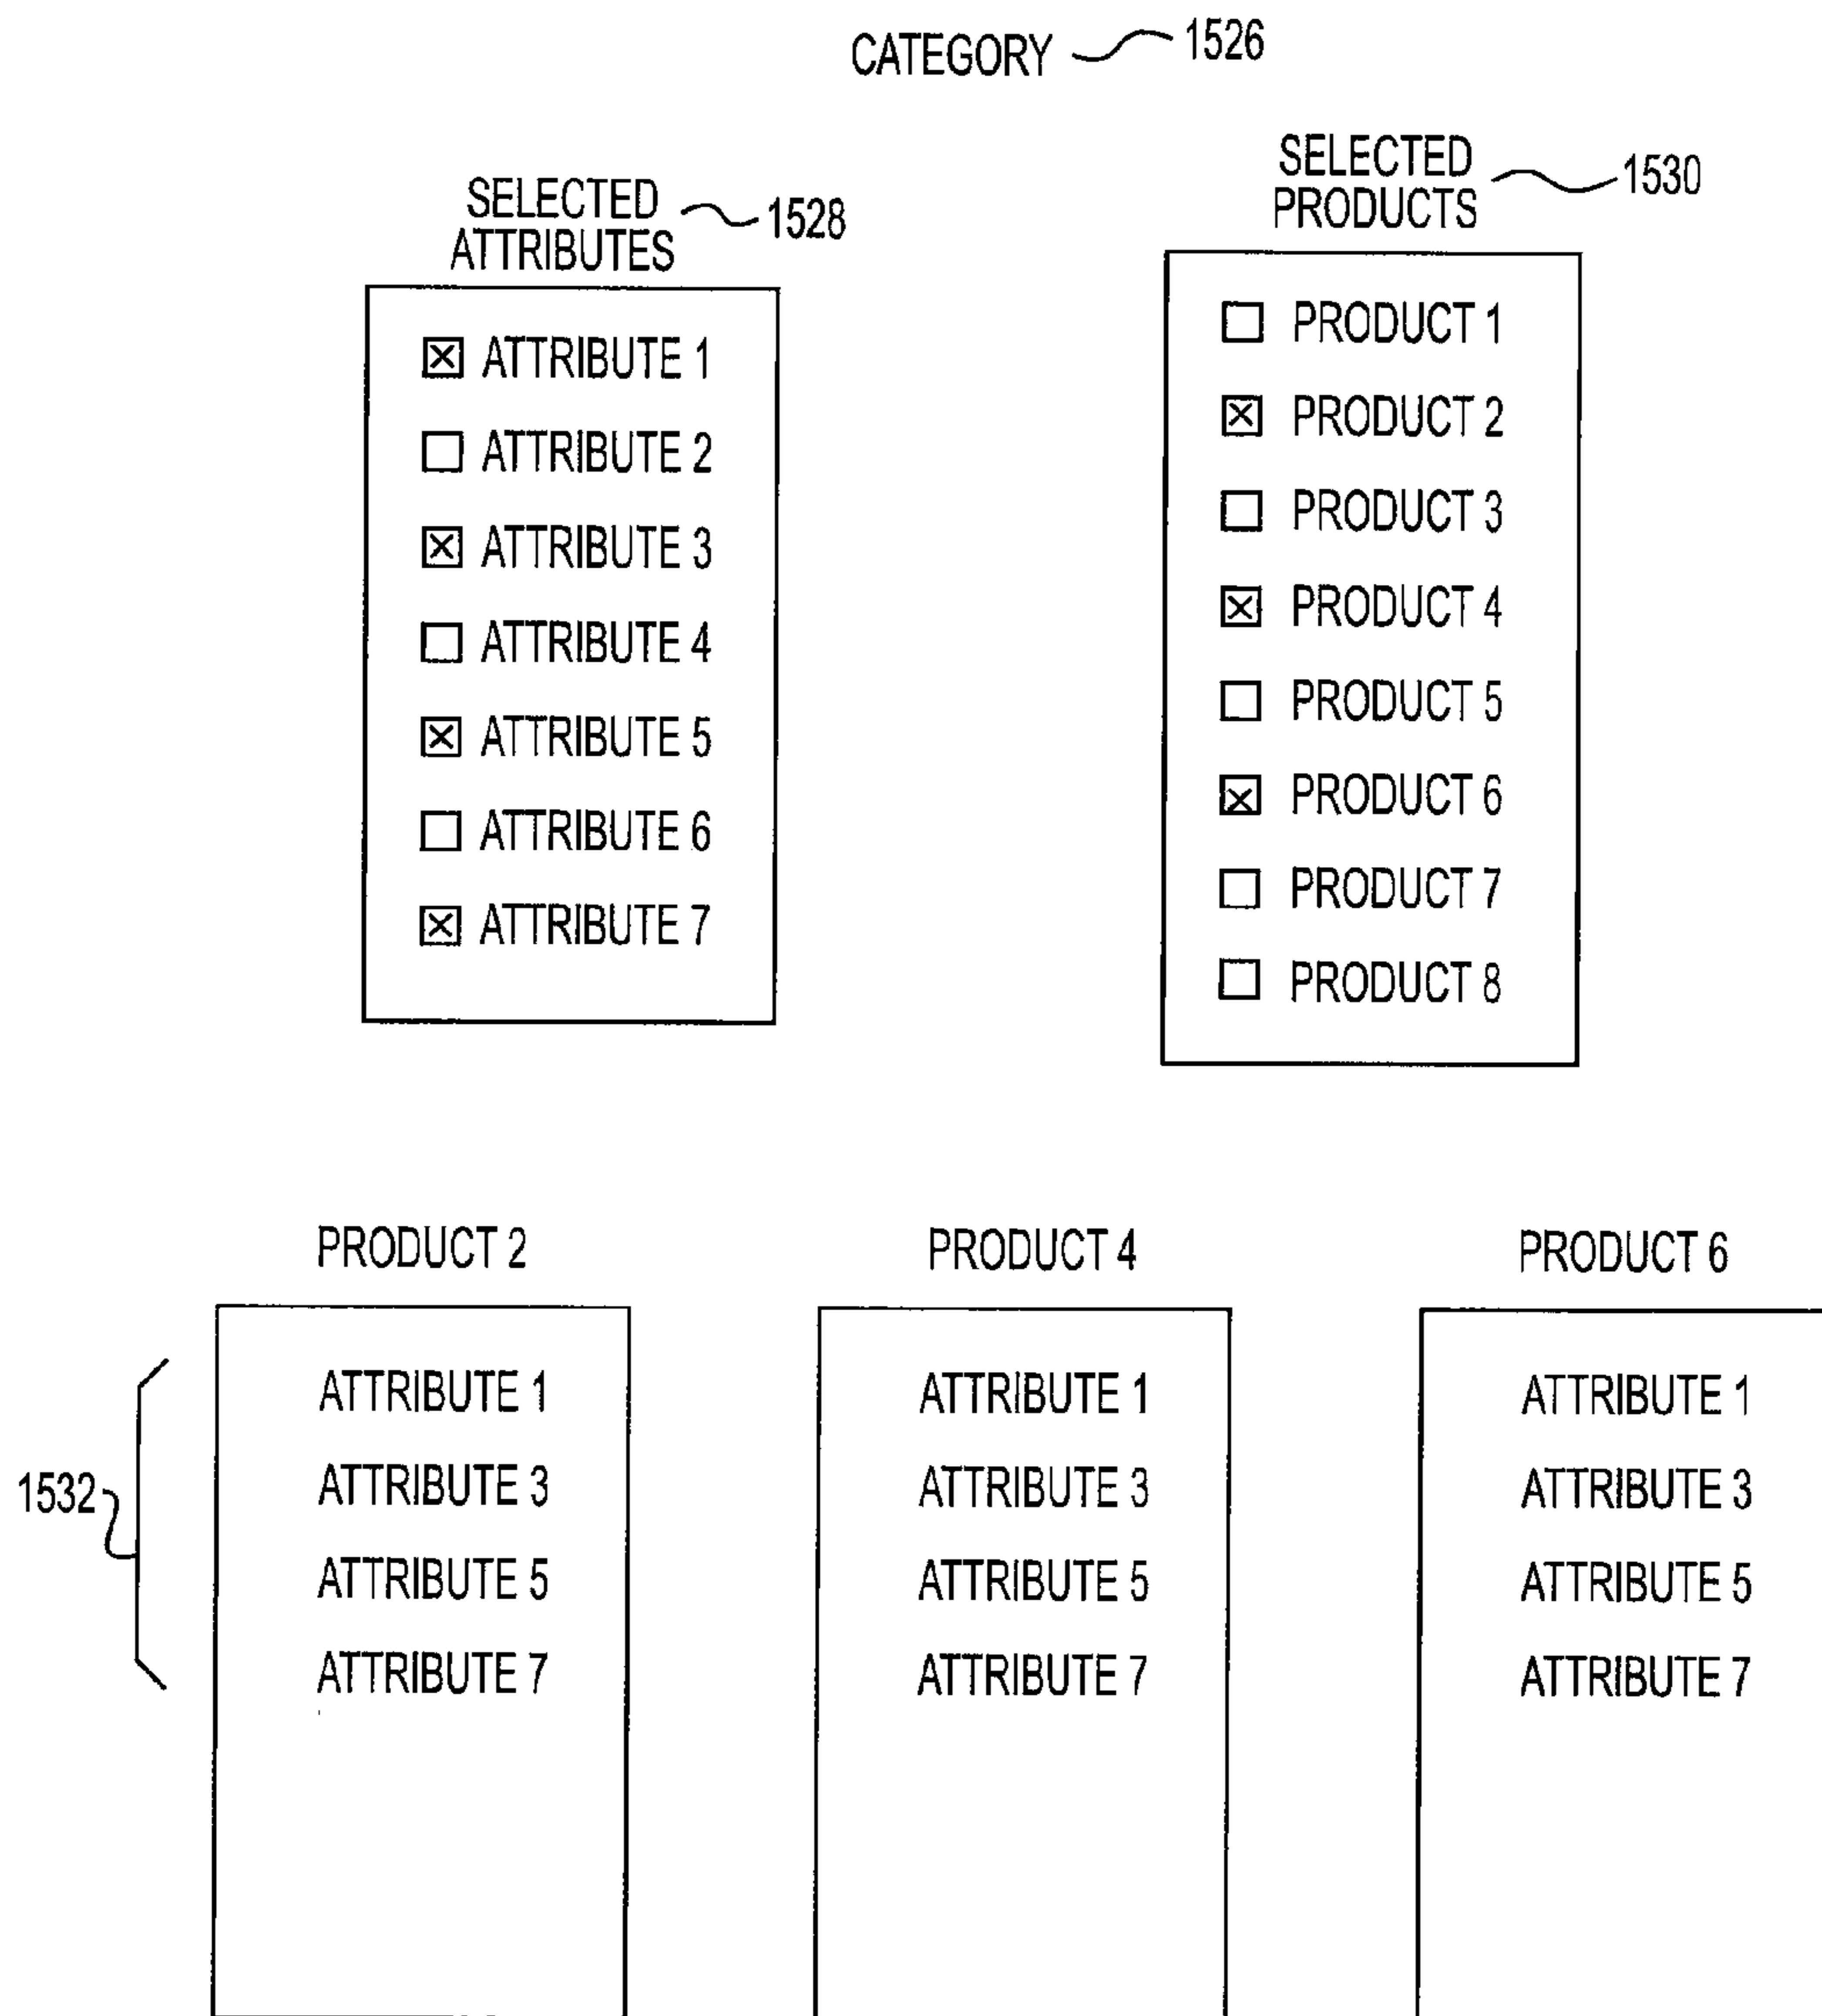 CATEGORY 1526
SELECTED
ATTRIBUTES
1528
ATTRIBUTE 1
ATTRIBUTE 2
ATTRIBUTE 3
ATTRIBUTE 4
ATTRIBUTE 5
ATTRIBUTE 6
ATTRIBUTE 7
SELECTED
PRODUCTS
1530
PRODUCT 1
PRODUCT 2
PRODUCT 3
PRODUCT 4
PRODUCT 5
PRODUCT 6
PRODUCT 7
PRODUCT 8
1532
PRODUCT 2
ATTRIBUTE 1
ATTRIBUTE 3
ATTRIBUTE 5
ATTRIBUTE 7
PRODUCT 4
ATTRIBUTE 1
ATTRIBUTE 3
ATTRIBUTE 5
ATTRIBUTE 7
PRODUCT 6
ATTRIBUTE 1
ATTRIBUTE 3
ATTRIBUTE 5
ATTRIBUTE 7